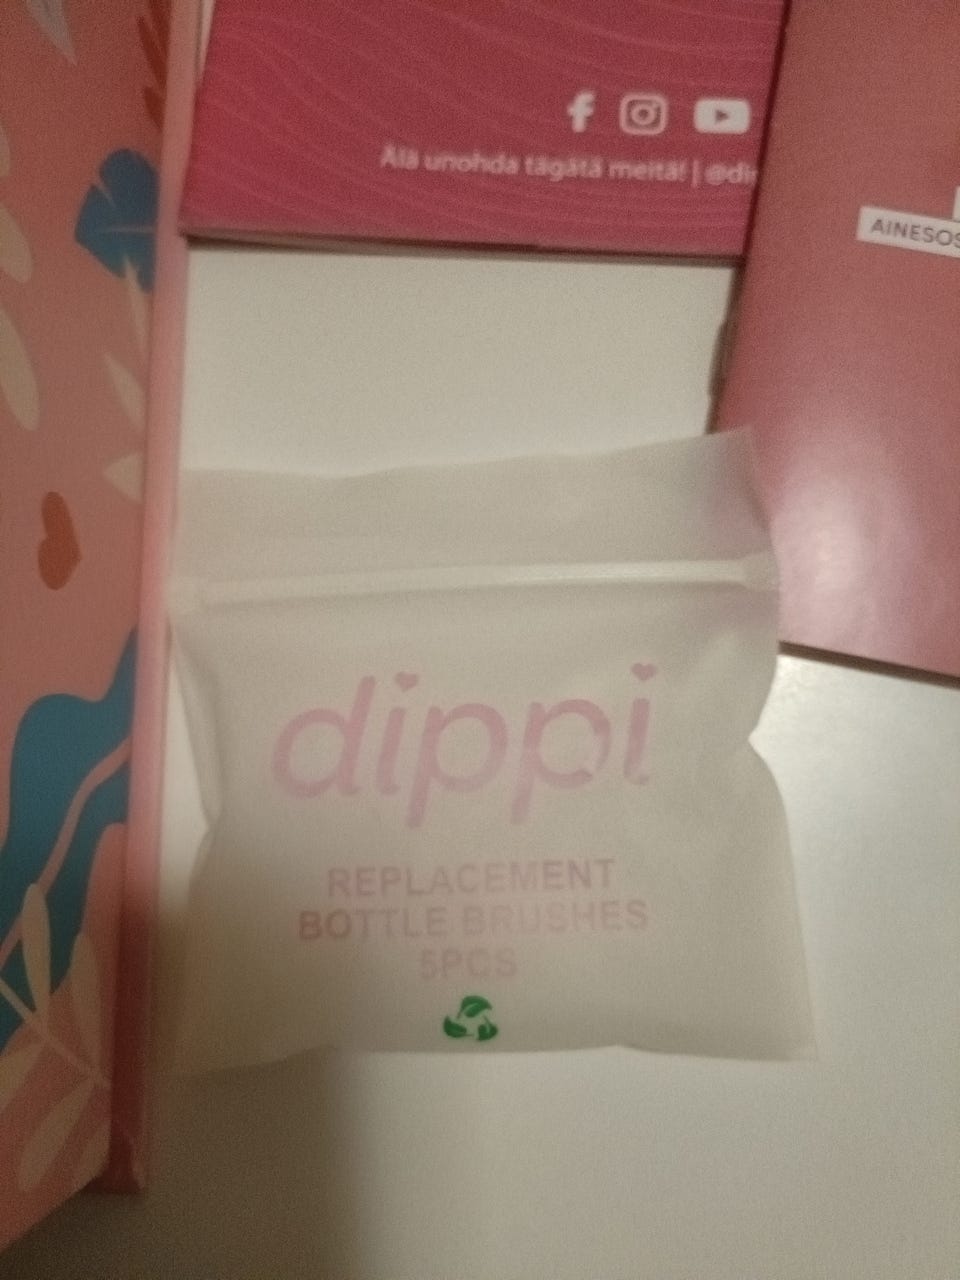 Älä unohda tägätä meitä! | @di
AINESOS
dippi
REPLACEMENT
BOTTLE BRUSHES
5PCS